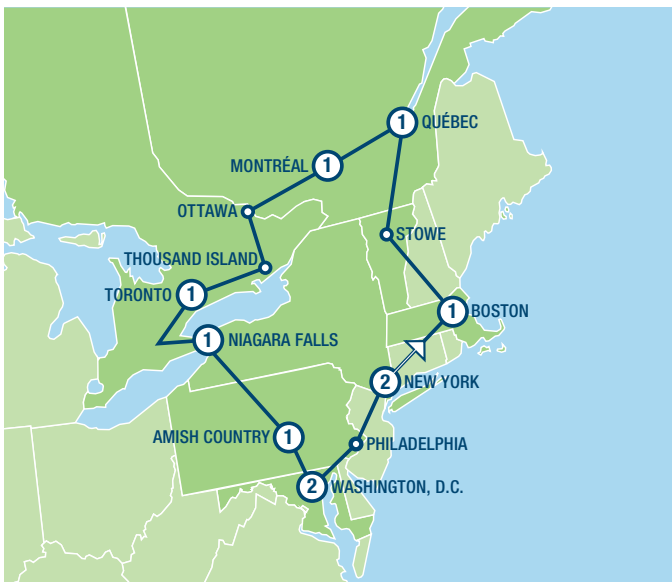 1 QUÉBEC
MONTRÉAL 1
OTTAWA
STOWE
THOUSAND ISLAND
TORONTO 1
1 BOSTON
1 NIAGARA FALLS
2 NEW YORK
AMISH COUNTRY 1
PHILADELPHIA
2 WASHINGTON, D.C.